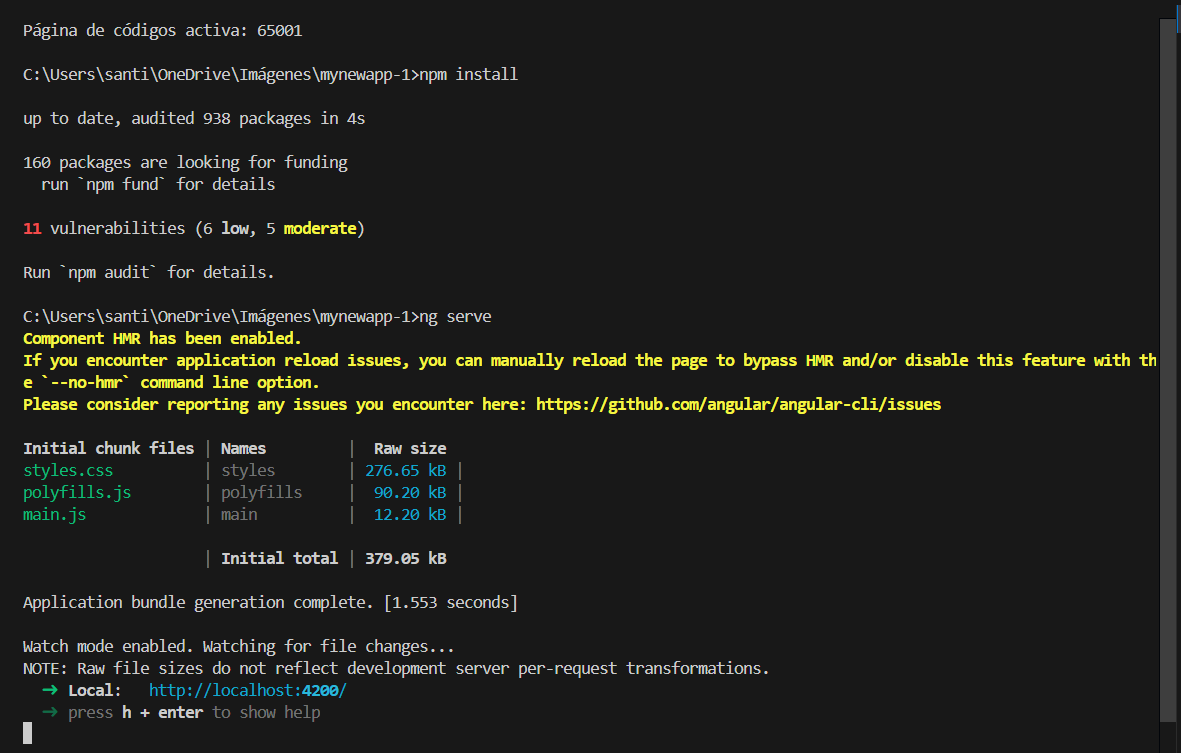 Página de códigos activa: 65001
C:\Users\santi\OneDrive\Imágenes\mynewapp-1>npm install
up to date, audited 938 packages in 4s
160 packages are looking for funding
  run `npm fund` for details
11 vulnerabilities (6 low, 5 moderate)
Run `npm audit` for details.
C:\Users\santi\OneDrive\Imágenes\mynewapp-1>ng serve
Component HMR has been enabled.
If you encounter application reload issues, you can manually reload the page to bypass HMR and/or disable this feature with th
e `--no-hmr` command line option.
Please consider reporting any issues you encounter here: https://github.com/angular/angular-cli/issues
Initial chunk files | Names         |  Raw size
styles.css          | styles        | 276.65 kB |
polyfills.js        | polyfills     |  90.20 kB |
main.js             | main          |  12.20 kB |
                    | Initial total | 379.05 kB
Application bundle generation complete. [1.553 seconds]
Watch mode enabled. Watching for file changes...
NOTE: Raw file sizes do not reflect development server per-request transformations.
  ➜ Local:   http://localhost:4200/
  ➜ press h + enter to show help